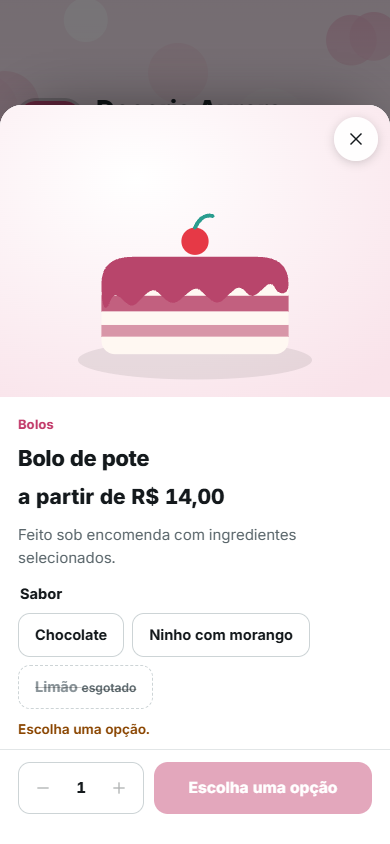 Bolos
Bolo de pote
a partir de R$ 14,00
Feito sob encomenda com ingredientes
selecionados.
Sabor
Chocolate
Ninho com morango
Limão esgotado
Escolha uma opção.
1
Escolha uma opção